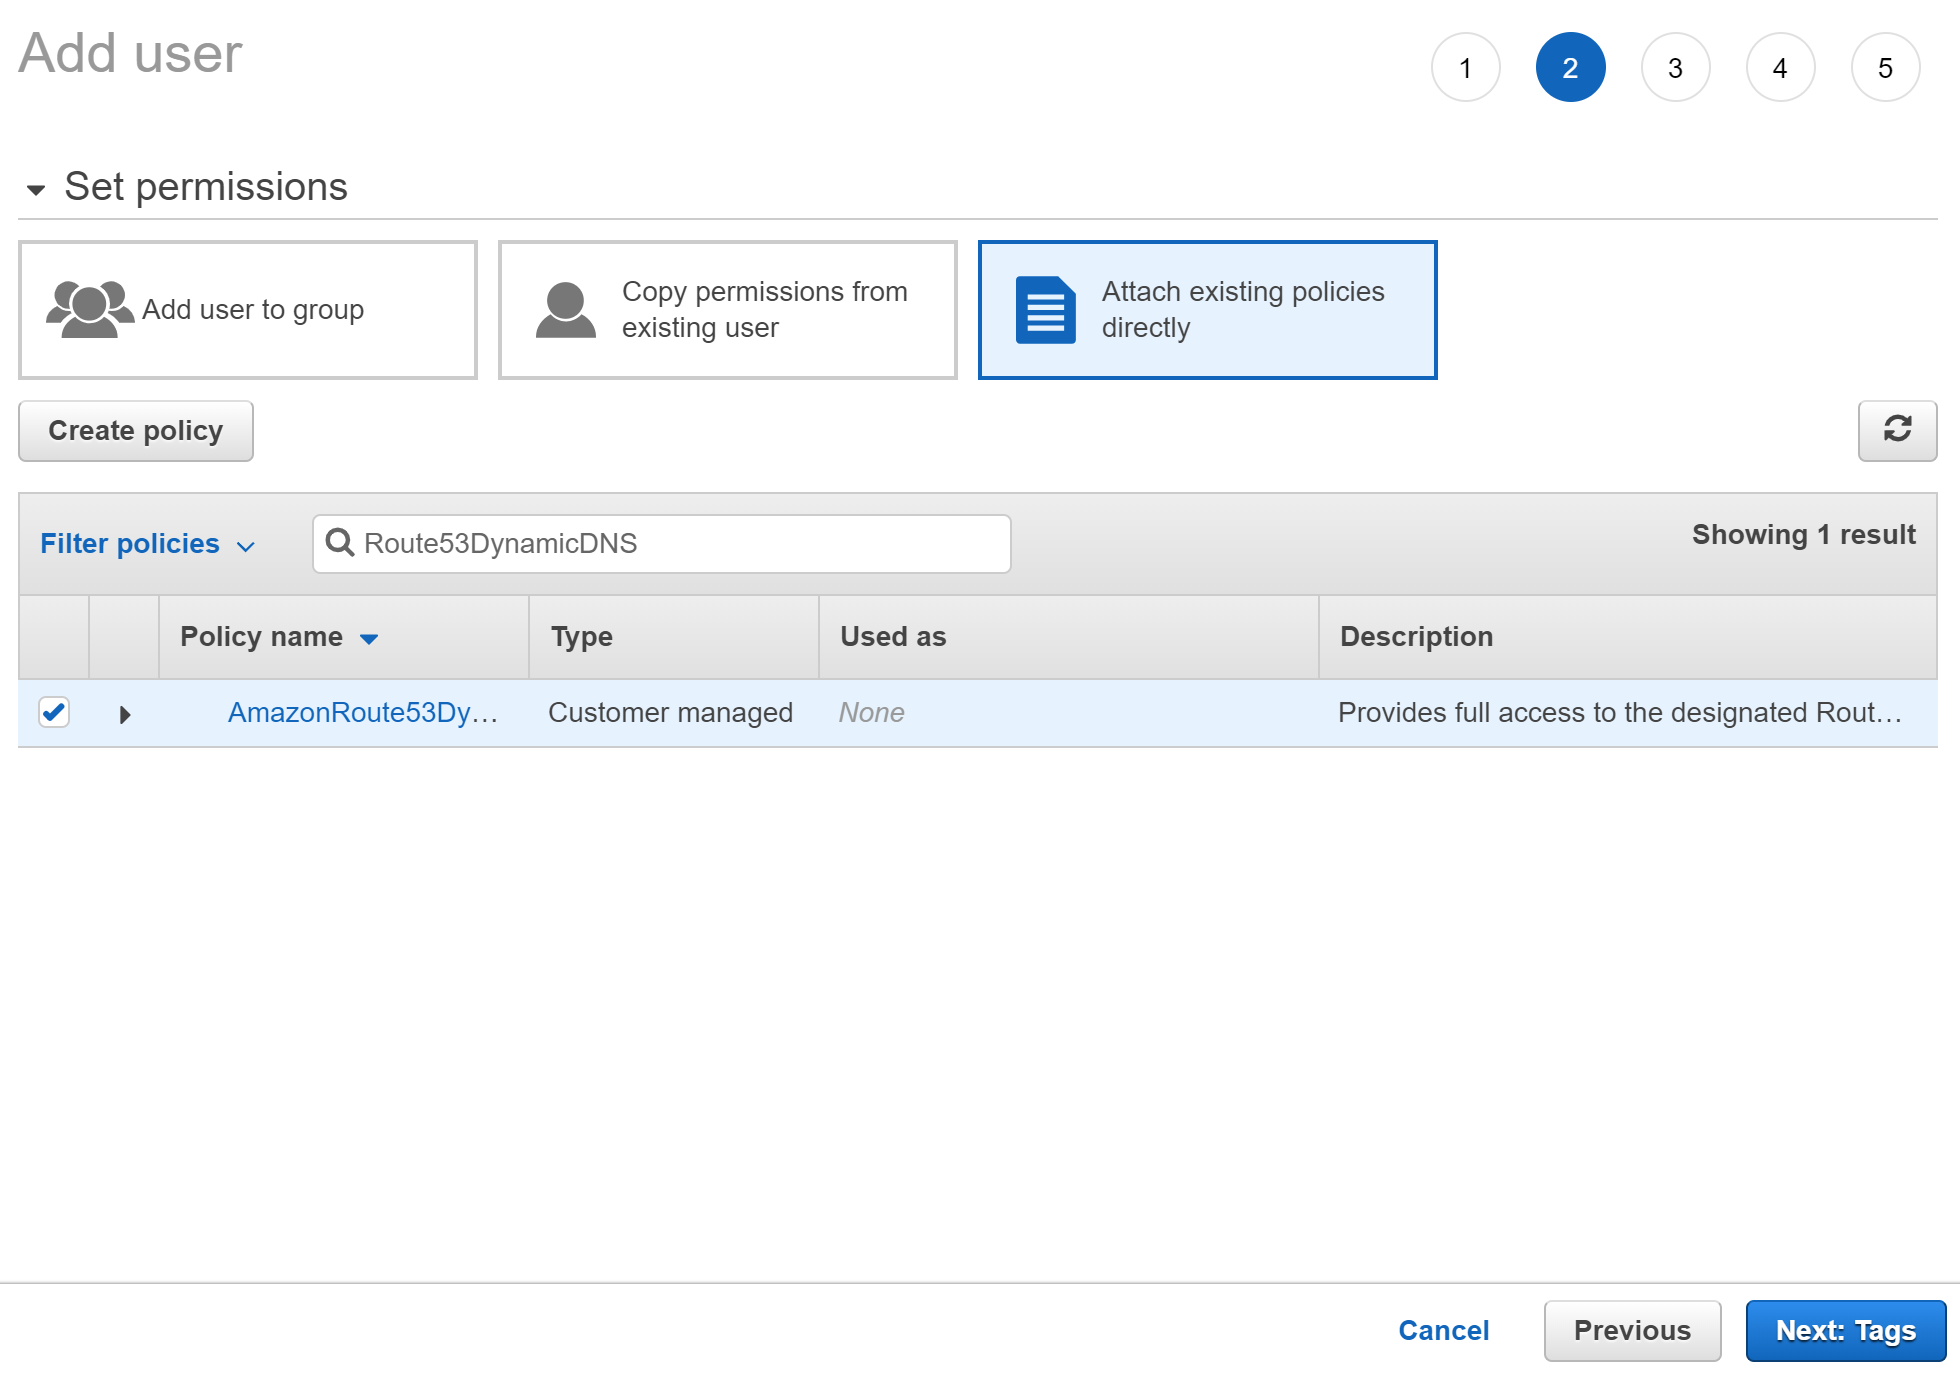 Add user
1 2 3 4 5
Set permissions
Add user to group
Copy permissions from
existing user
Attach existing policies
directly
Create policy
Filter policies
Route53DynamicDNS
Showing 1 result
Policy name Type Used as Description
AmazonRoute53Dy… Customer managed None Provides full access to the designated Rout…
Cancel Previous Next: Tags